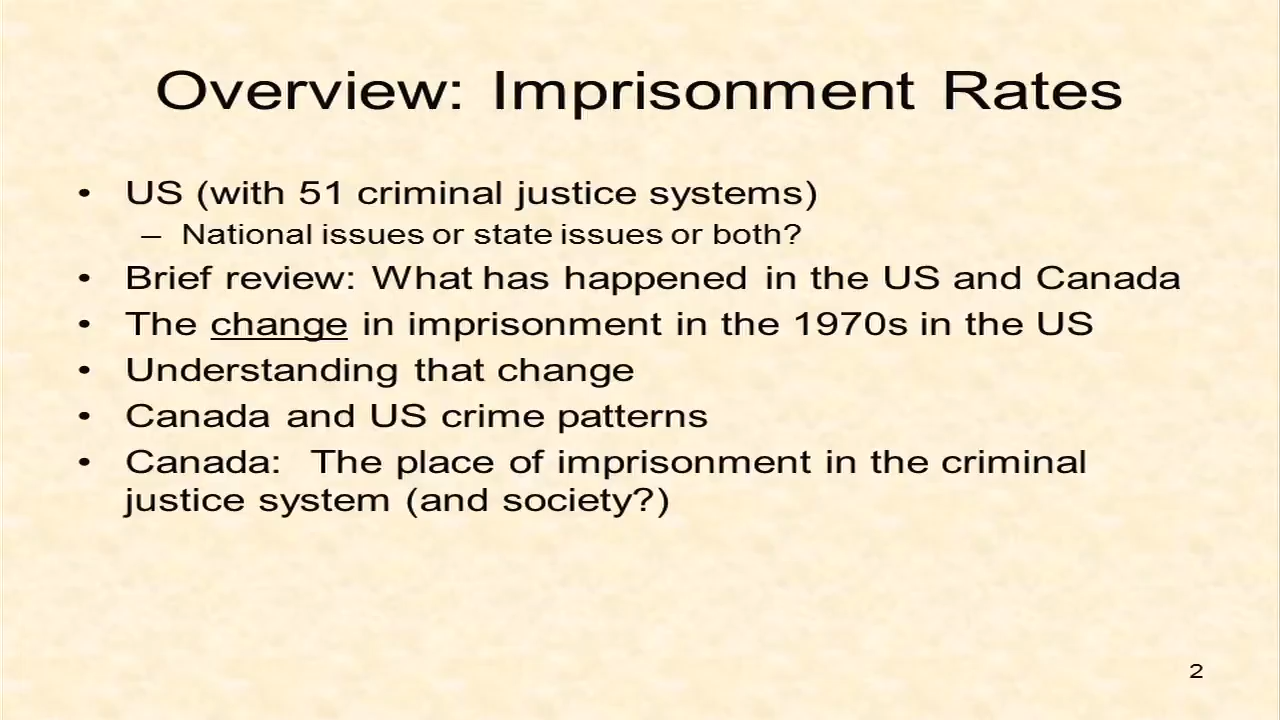 Overview: Imprisonment Rates
• US (with 51 criminal justice systems)
– National issues or state issues or both?
• Brief review: What has happened in the US and Canada
• The change in imprisonment in the 1970s in the US
• Understanding that change
• Canada and US crime patterns
• Canada: The place of imprisonment in the criminal
justice system (and society?)
2